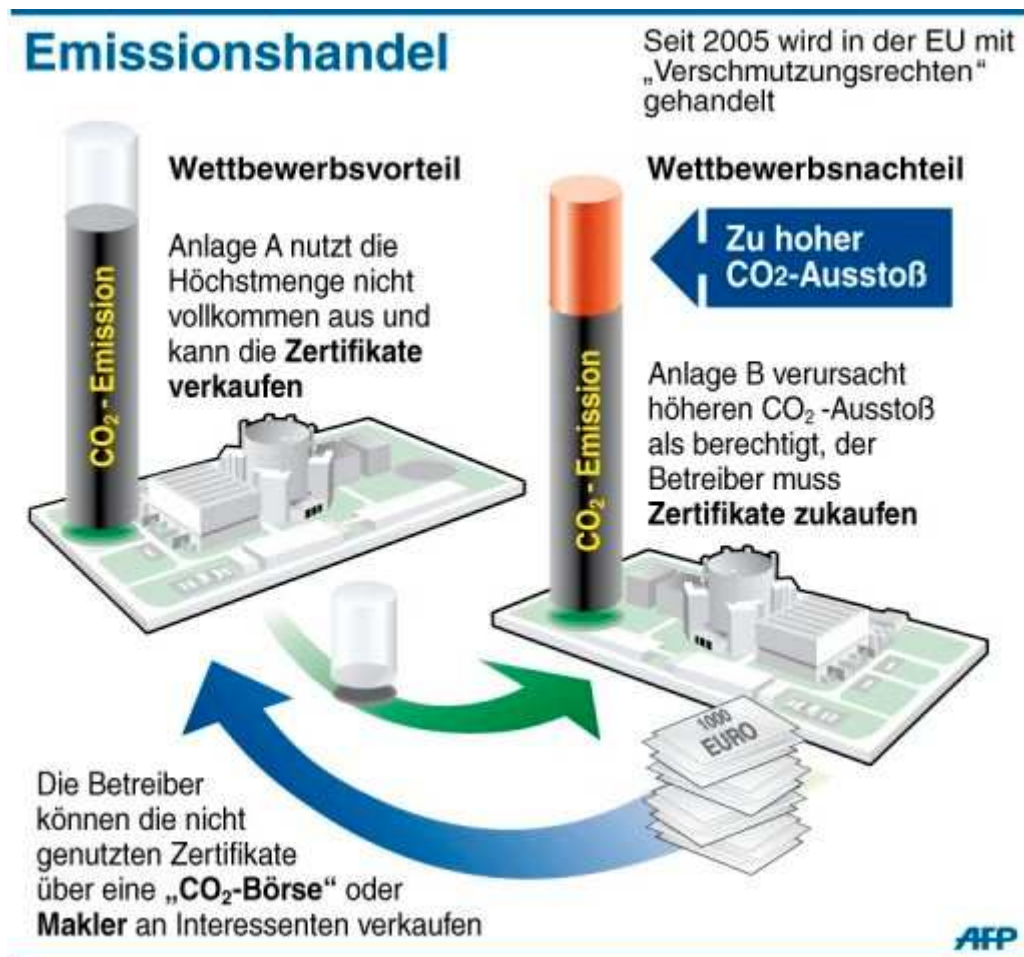 Emissionshandel
Seit 2005 wird in der EU mit
„Verschmutzungsrechten“
gehandelt
Wettbewerbsvorteil
Anlage A nutzt die
Höchstmenge nicht
vollkommen aus und
kann die Zertifikate
verkaufen
CO₂ - Emission
Wettbewerbsnachteil
Zu hoher
CO2-Ausstoß
Anlage B verursacht
höheren CO₂ -Ausstoß
als berechtigt, der
Betreiber muss
Zertifikate zukaufen
CO₂ - Emission
1000
EURO
Die Betreiber
können die nicht
genutzten Zertifikate
über eine „CO₂-Börse“ oder
Makler an Interessenten verkaufen
AFP